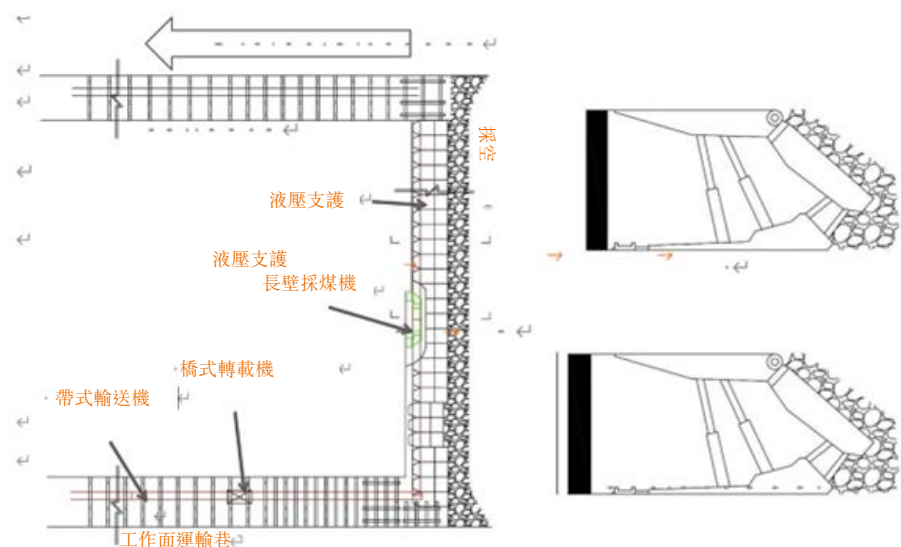 採空
液壓支護
液壓支護
長壁採煤機
橋式轉載機
帶式輸送機
工作面運輸巷